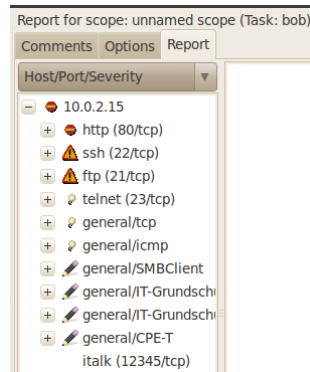 Report for scope: unnamed scope (Task: bob)
Comments Options Report
Host/Port/Severity
10.0.2.15
http (80/tcp)
ssh (22/tcp)
ftp (21/tcp)
telnet (23/tcp)
general/tcp
general/icmp
general/SMBClient
general/IT-Grundschu
general/IT-Grundschu
general/CPE-T
italk (12345/tcp)